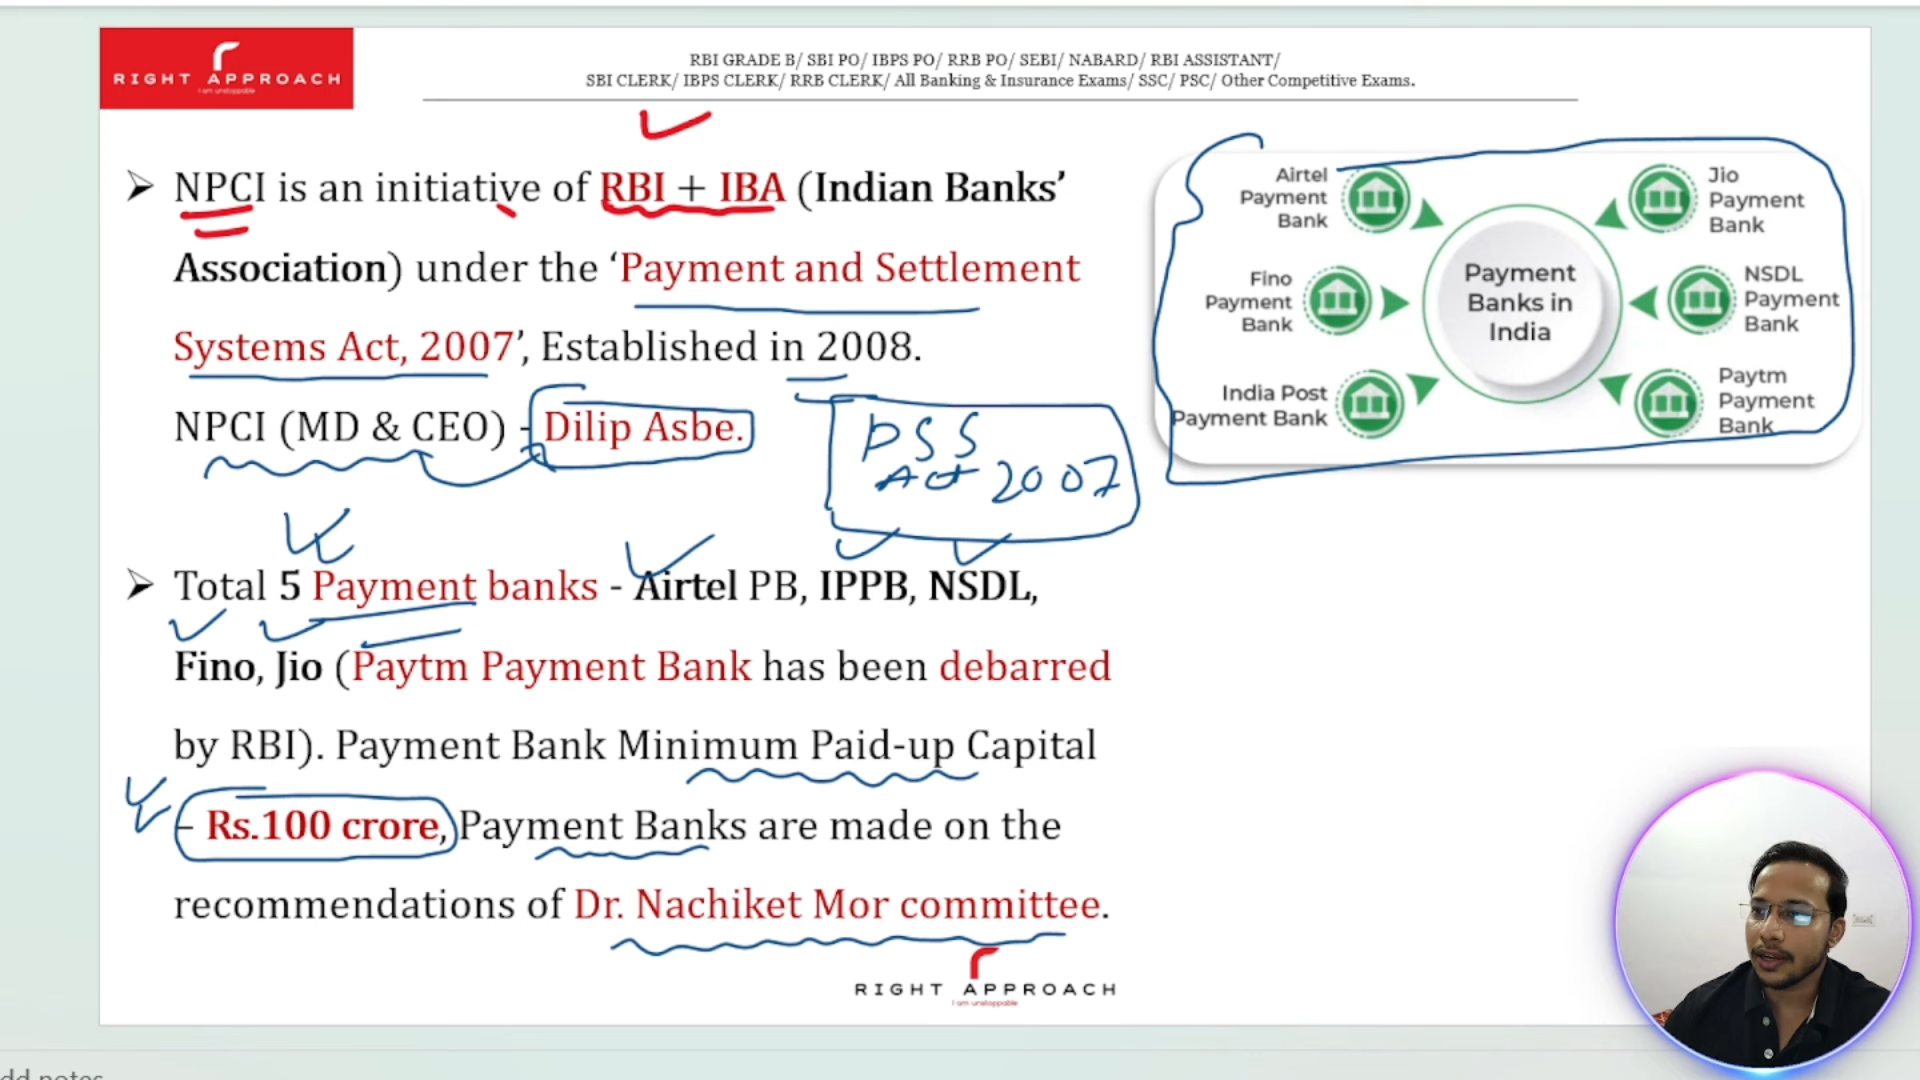 RIGHT APPROACH
I am unstoppable
RBI GRADE B/ SBI PO/ IBPS PO/ RRB PO/ SEBI/ NABARD/ RBI ASSISTANT/
SBI CLERK/ IBPS CLERK/ RRB CLERK/ All Banking & Insurance Exams/ SSC/ PSC/ Other Competitive Exams.
➢ NPCI is an initiative of RBI + IBA (Indian Banks’
Association) under the ‘Payment and Settlement
Systems Act, 2007’, Established in 2008.
NPCI (MD & CEO) - Dilip Asbe.
PSS
Act 2007
➢ Total 5 Payment banks - Airtel PB, IPPB, NSDL,
Fino, Jio (Paytm Payment Bank has been debarred
by RBI). Payment Bank Minimum Paid-up Capital
– Rs.100 crore, Payment Banks are made on the
recommendations of Dr. Nachiket Mor committee.
Airtel
Payment
Bank
Fino
Payment
Bank
India Post
Payment Bank
Payment
Banks in
India
Jio
Payment
Bank
NSDL
Payment
Bank
Paytm
Payment
Bank
RIGHT APPROACH
I am unstoppable